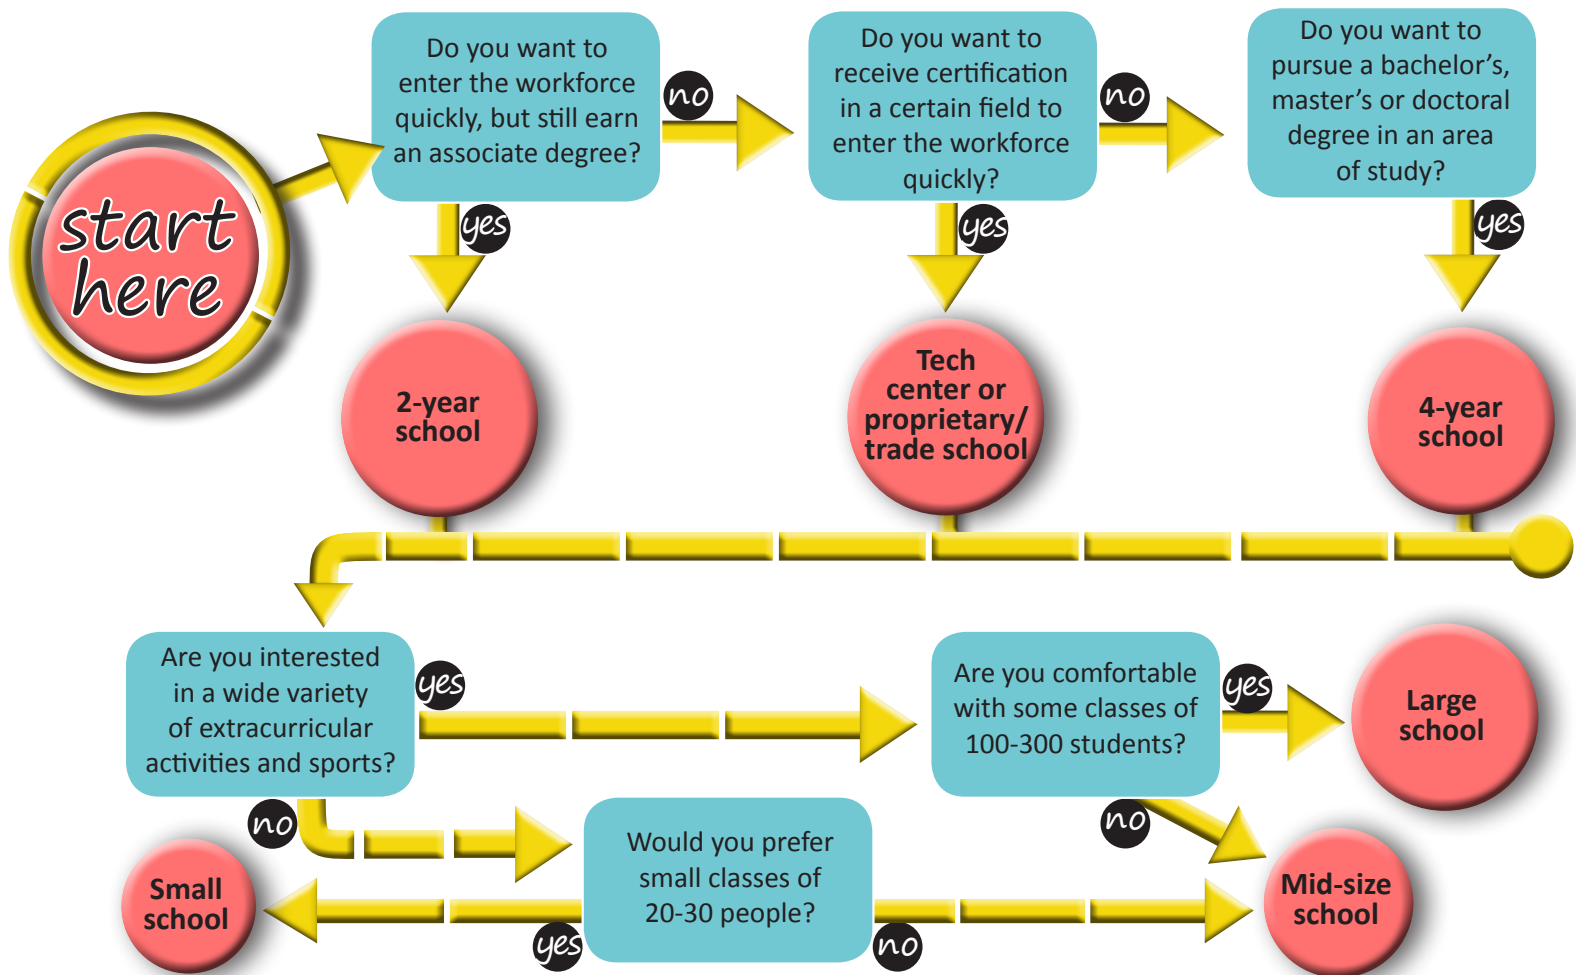 start
here
Do you want to
enter the workforce
quickly, but still earn
an associate degree?
no
yes
Do you want to
receive certification
in a certain field to
enter the workforce
quickly?
no
yes
Do you want to
pursue a bachelor’s,
master’s or doctoral
degree in an area
of study?
yes
2-year
school
Tech
center or
proprietary/
trade school
4-year
school
Are you interested
in a wide variety
of extracurricular
activities and sports?
yes
no
Are you comfortable
with some classes of
100-300 students?
yes
no
Large
school
Would you prefer
small classes of
20-30 people?
yes
no
Small
school
Mid-size
school